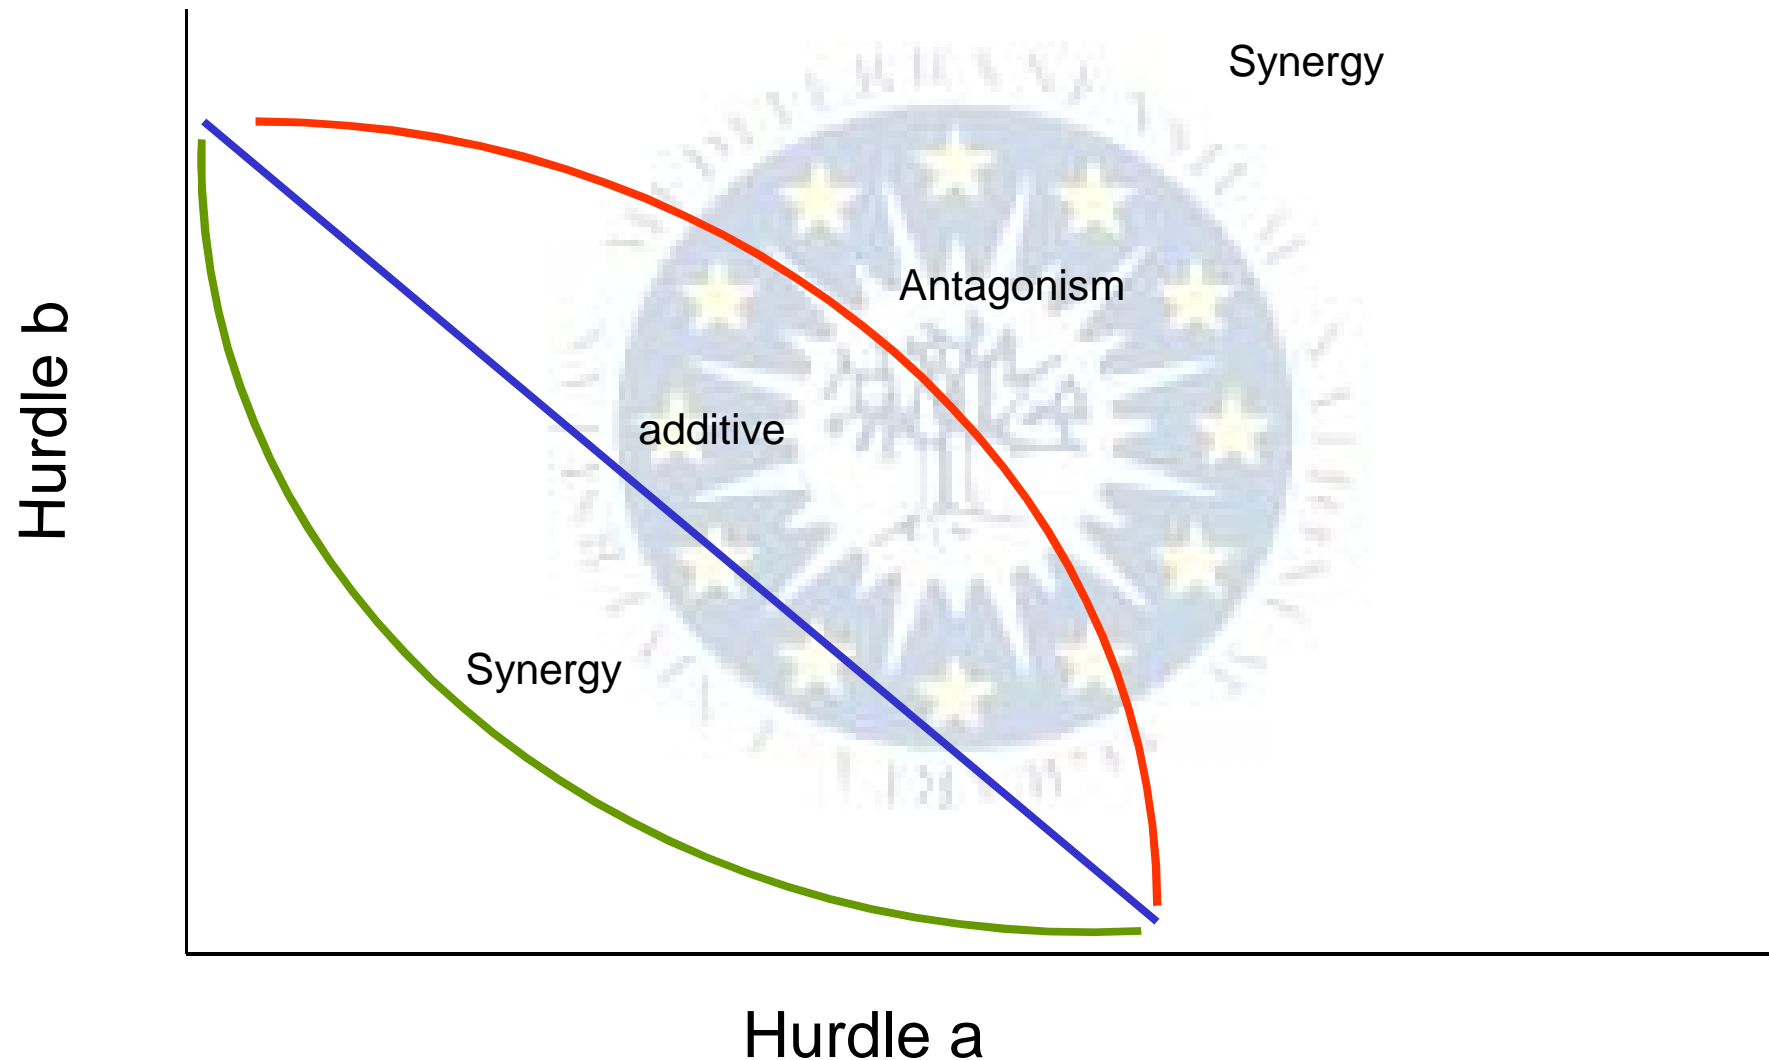 Synergy
Antagonism
additive
Synergy
Hurdle b
Hurdle a